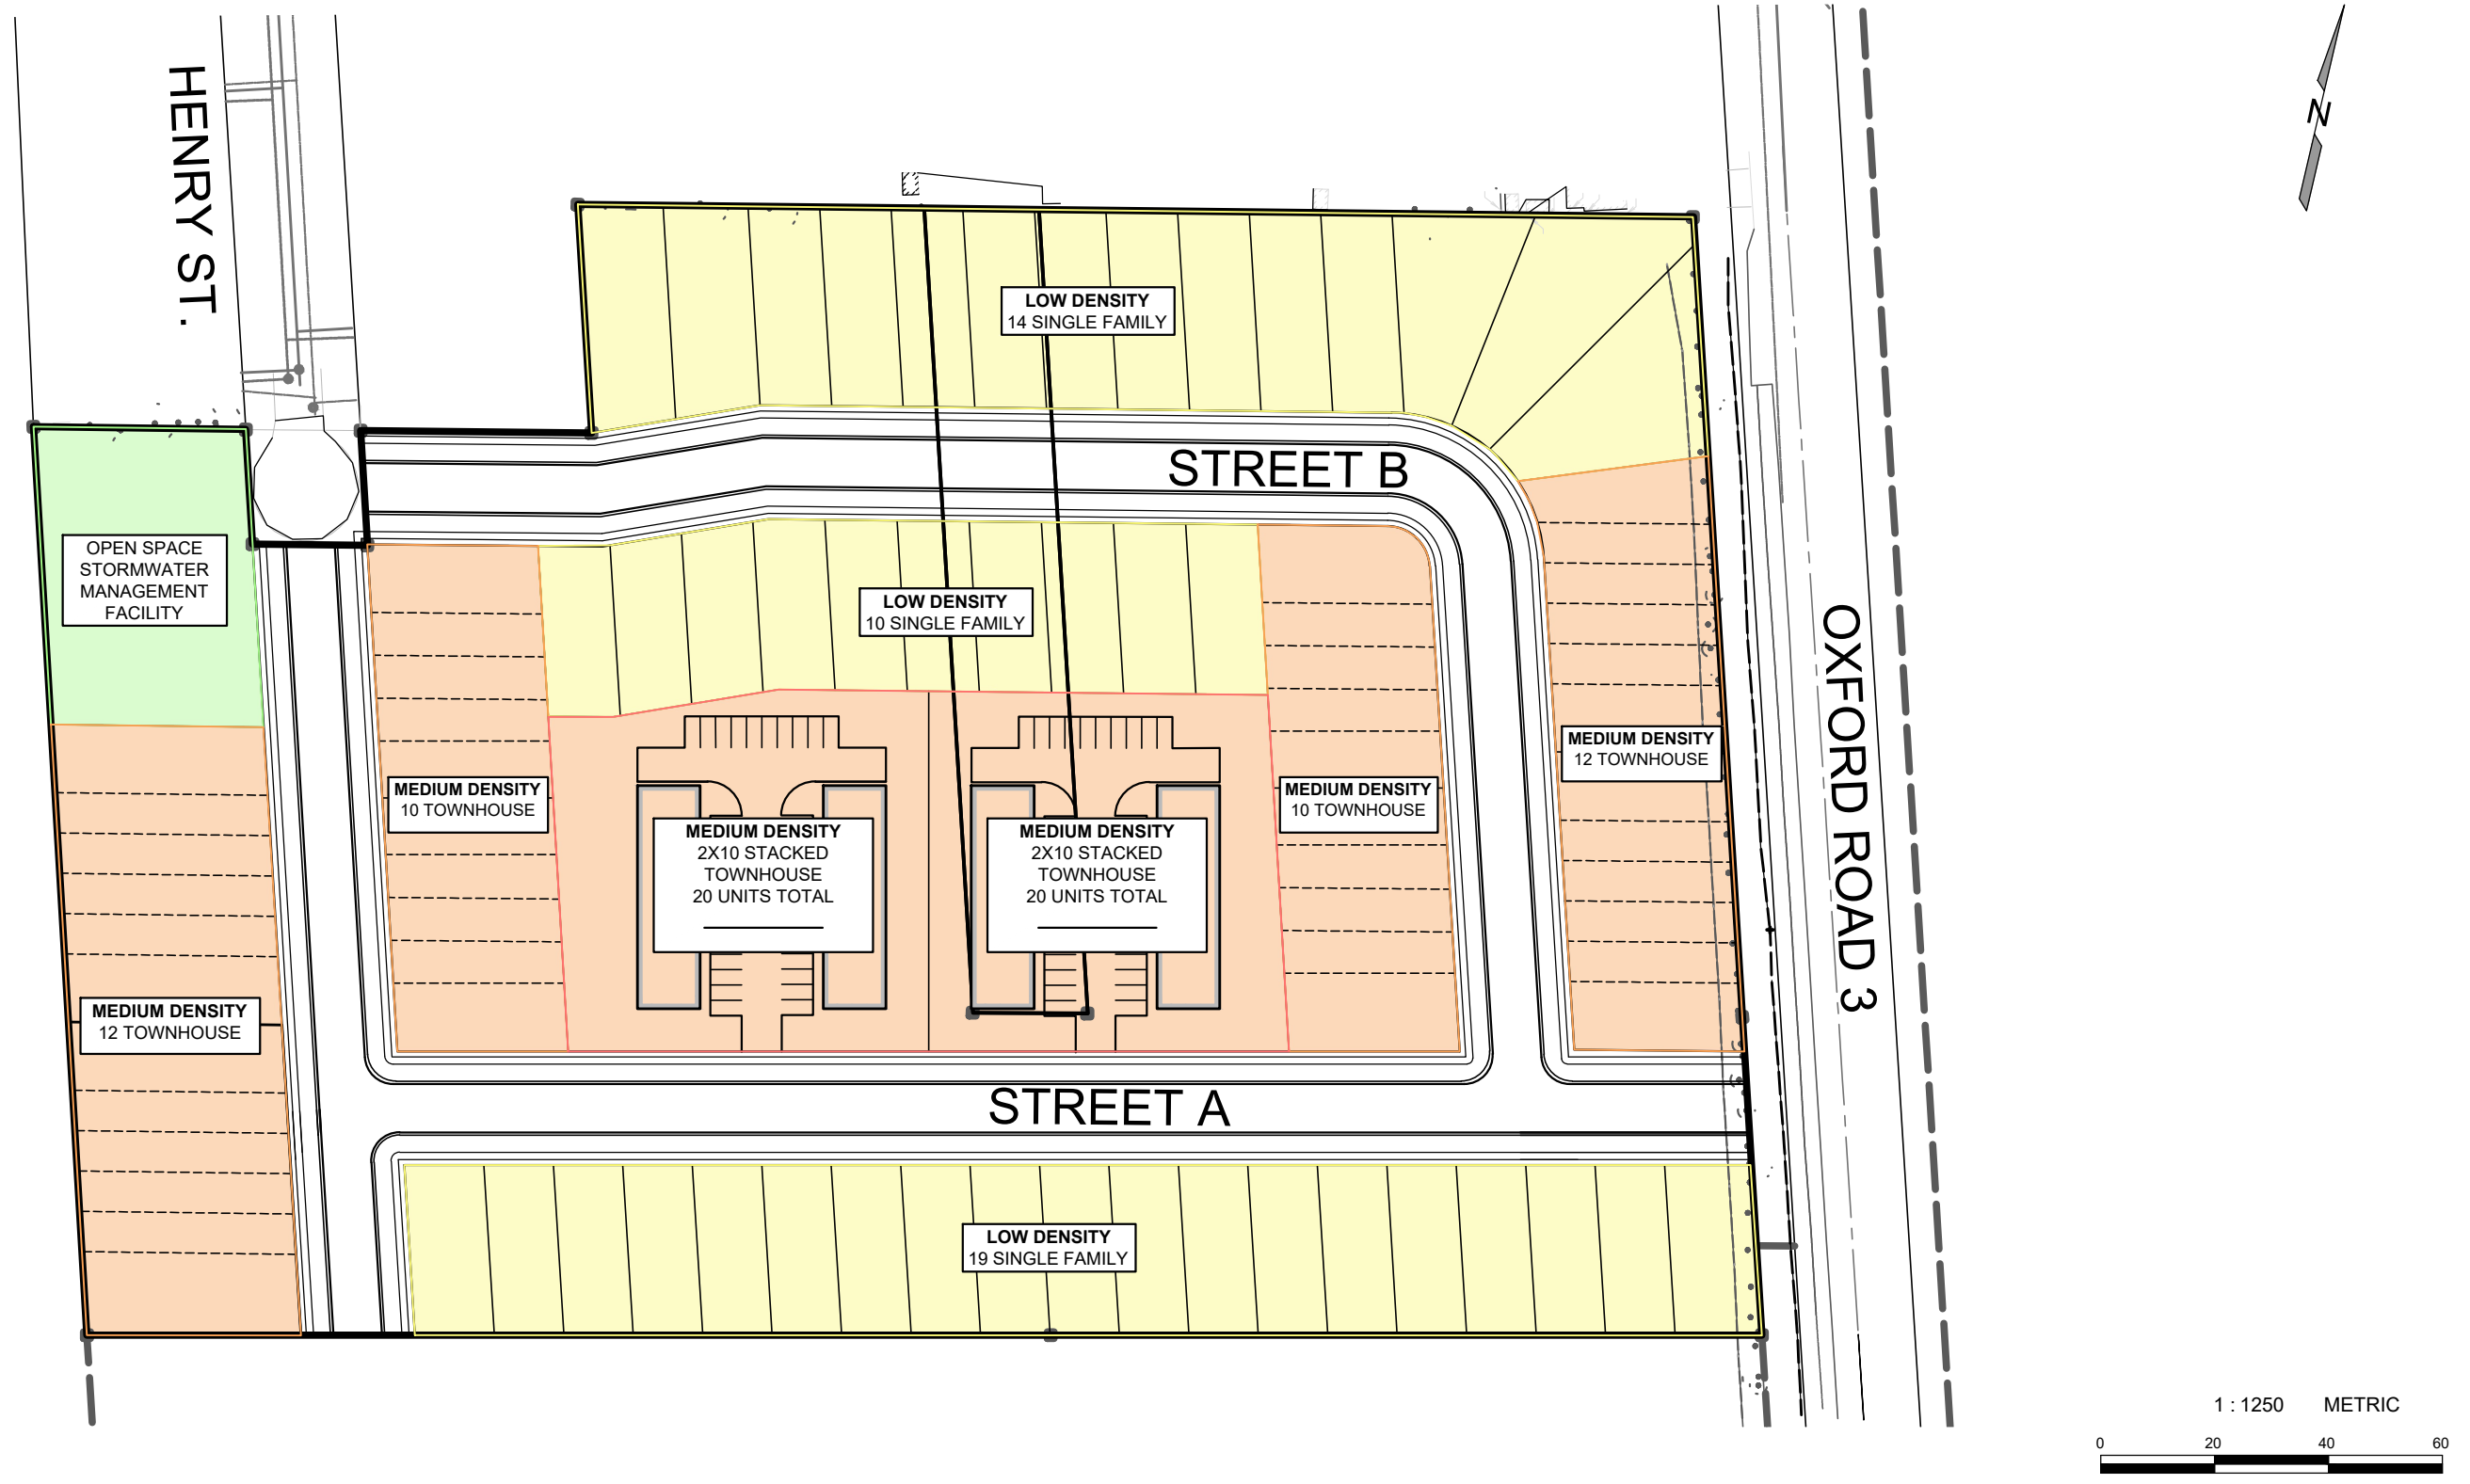 HENRY ST.
N
LOW DENSITY
14 SINGLE FAMILY
STREET B
OPEN SPACE
STORMWATER
MANAGEMENT
FACILITY
LOW DENSITY
10 SINGLE FAMILY
OXFORD ROAD 3
MEDIUM DENSITY
12 TOWNHOUSE
MEDIUM DENSITY
10 TOWNHOUSE
MEDIUM DENSITY
10 TOWNHOUSE
MEDIUM DENSITY
2X10 STACKED
TOWNHOUSE
20 UNITS TOTAL
MEDIUM DENSITY
2X10 STACKED
TOWNHOUSE
20 UNITS TOTAL
MEDIUM DENSITY
12 TOWNHOUSE
STREET A
LOW DENSITY
19 SINGLE FAMILY
1 : 1250 METRIC
0 20 40 60